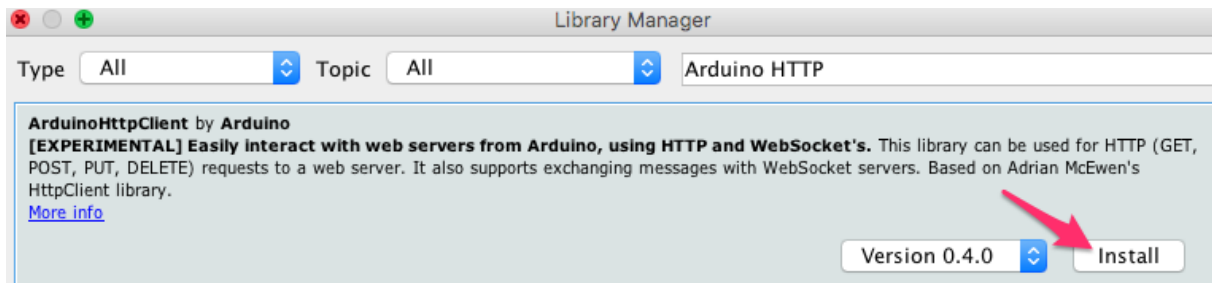 Library Manager
Type All Topic All Arduino HTTP
ArduinoHttpClient by Arduino
[EXPERIMENTAL] Easily interact with web servers from Arduino, using HTTP and WebSocket's. This library can be used for HTTP (GET,
POST, PUT, DELETE) requests to a web server. It also supports exchanging messages with WebSocket servers. Based on Adrian McEwen's
HttpClient library.
More info
Version 0.4.0 Install